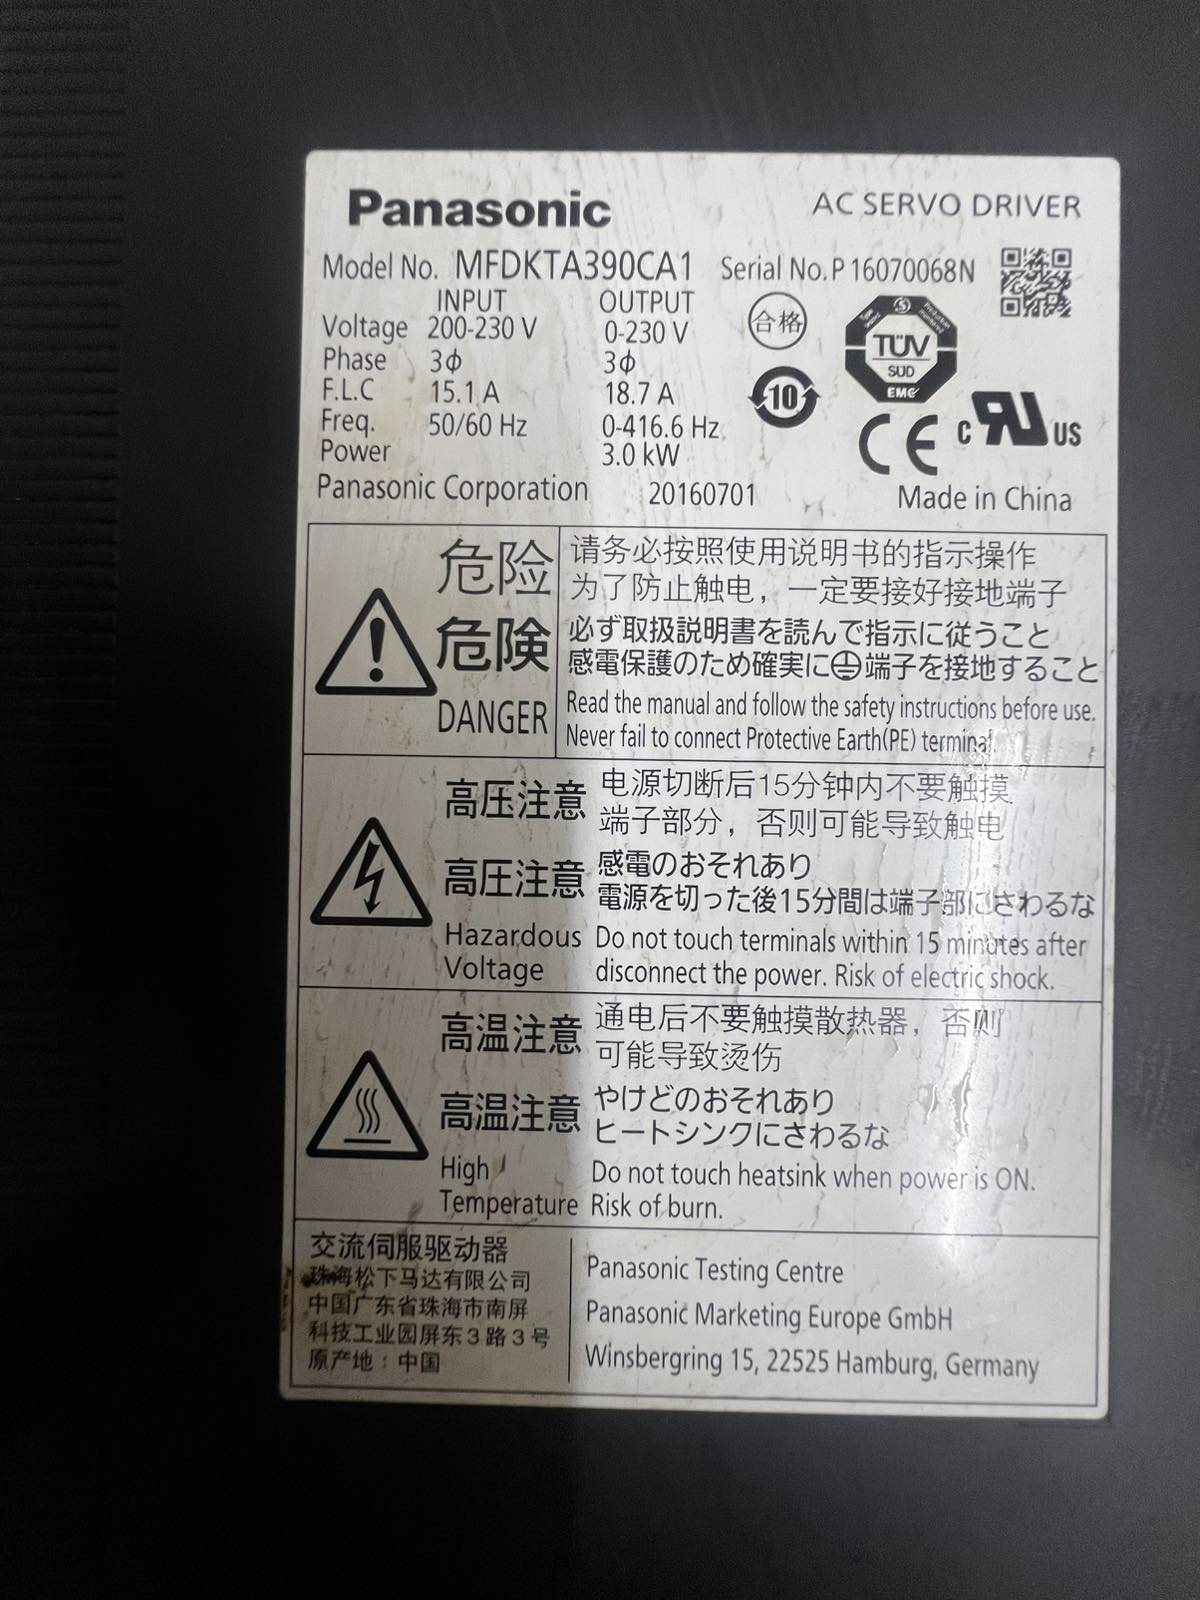 Panasonic AC SERVO DRIVER
Model No. MFDKTA390CA1 Serial No. P16070068N
INPUT OUTPUT
Voltage 200-230 V 0-230 V
Phase 3ϕ 3ϕ
F.L.C 15.1 A 18.7 A
Freq. 50/60 Hz 0-416.6 Hz
Power 3.0 kW
合格
10
TÜV
SÜD
EMC
CE
c RU US
Panasonic Corporation 20160701 Made in China
危险
危険
DANGER
请务必按照使用说明书的指示操作
为了防止触电，一定要接好接地端子
必ず取扱説明書を読んで指示に従うこと
感電保護のため確実に⏚端子を接地すること
Read the manual and follow the safety instructions before use.
Never fail to connect Protective Earth(PE) terminal.
高压注意
电源切断后15分钟内不要触摸
端子部分，否则可能导致触电
高圧注意
感電のおそれあり
電源を切った後15分間は端子部にさわるな
Hazardous
Voltage
Do not touch terminals within 15 minutes after
disconnect the power. Risk of electric shock.
高温注意
通电后不要触摸散热器，否则
可能导致烫伤
高温注意
やけどのおそれあり
ヒートシンクにさわるな
High
Temperature
Do not touch heatsink when power is ON.
Risk of burn.
交流伺服驱动器
珠海松下马达有限公司
中国广东省珠海市南屏
科技工业园屏东3路3号
原产地：中国
Panasonic Testing Centre
Panasonic Marketing Europe GmbH
Winsbergring 15, 22525 Hamburg, Germany